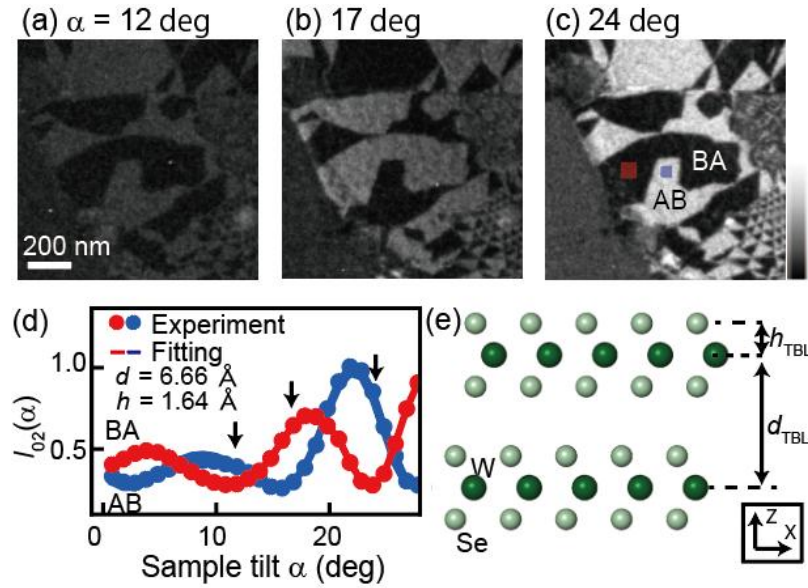 (a) α = 12 deg
(b) 17 deg
(c) 24 deg
200 nm
BA
AB
(d)
Experiment
Fitting
d = 6.66 Å
h = 1.64 Å
I02(α)
1.0
0.5
BA
AB
0
10
20
Sample tilt α (deg)
(e)
hTBL
dTBL
W
Se
Z
X